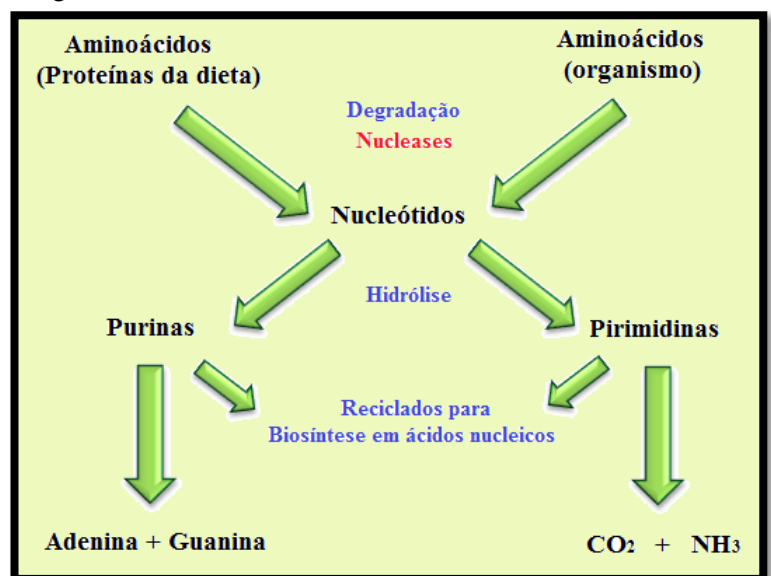 Aminoácidos
(Proteínas da dieta)
Aminoácidos
(organismo)
Degradação
Nucleases
Nucleótidos
Hidrólise
Purinas
Pirimidinas
Reciclados para
Biosíntese em ácidos nucleicos
Adenina + Guanina
CO2 + NH3